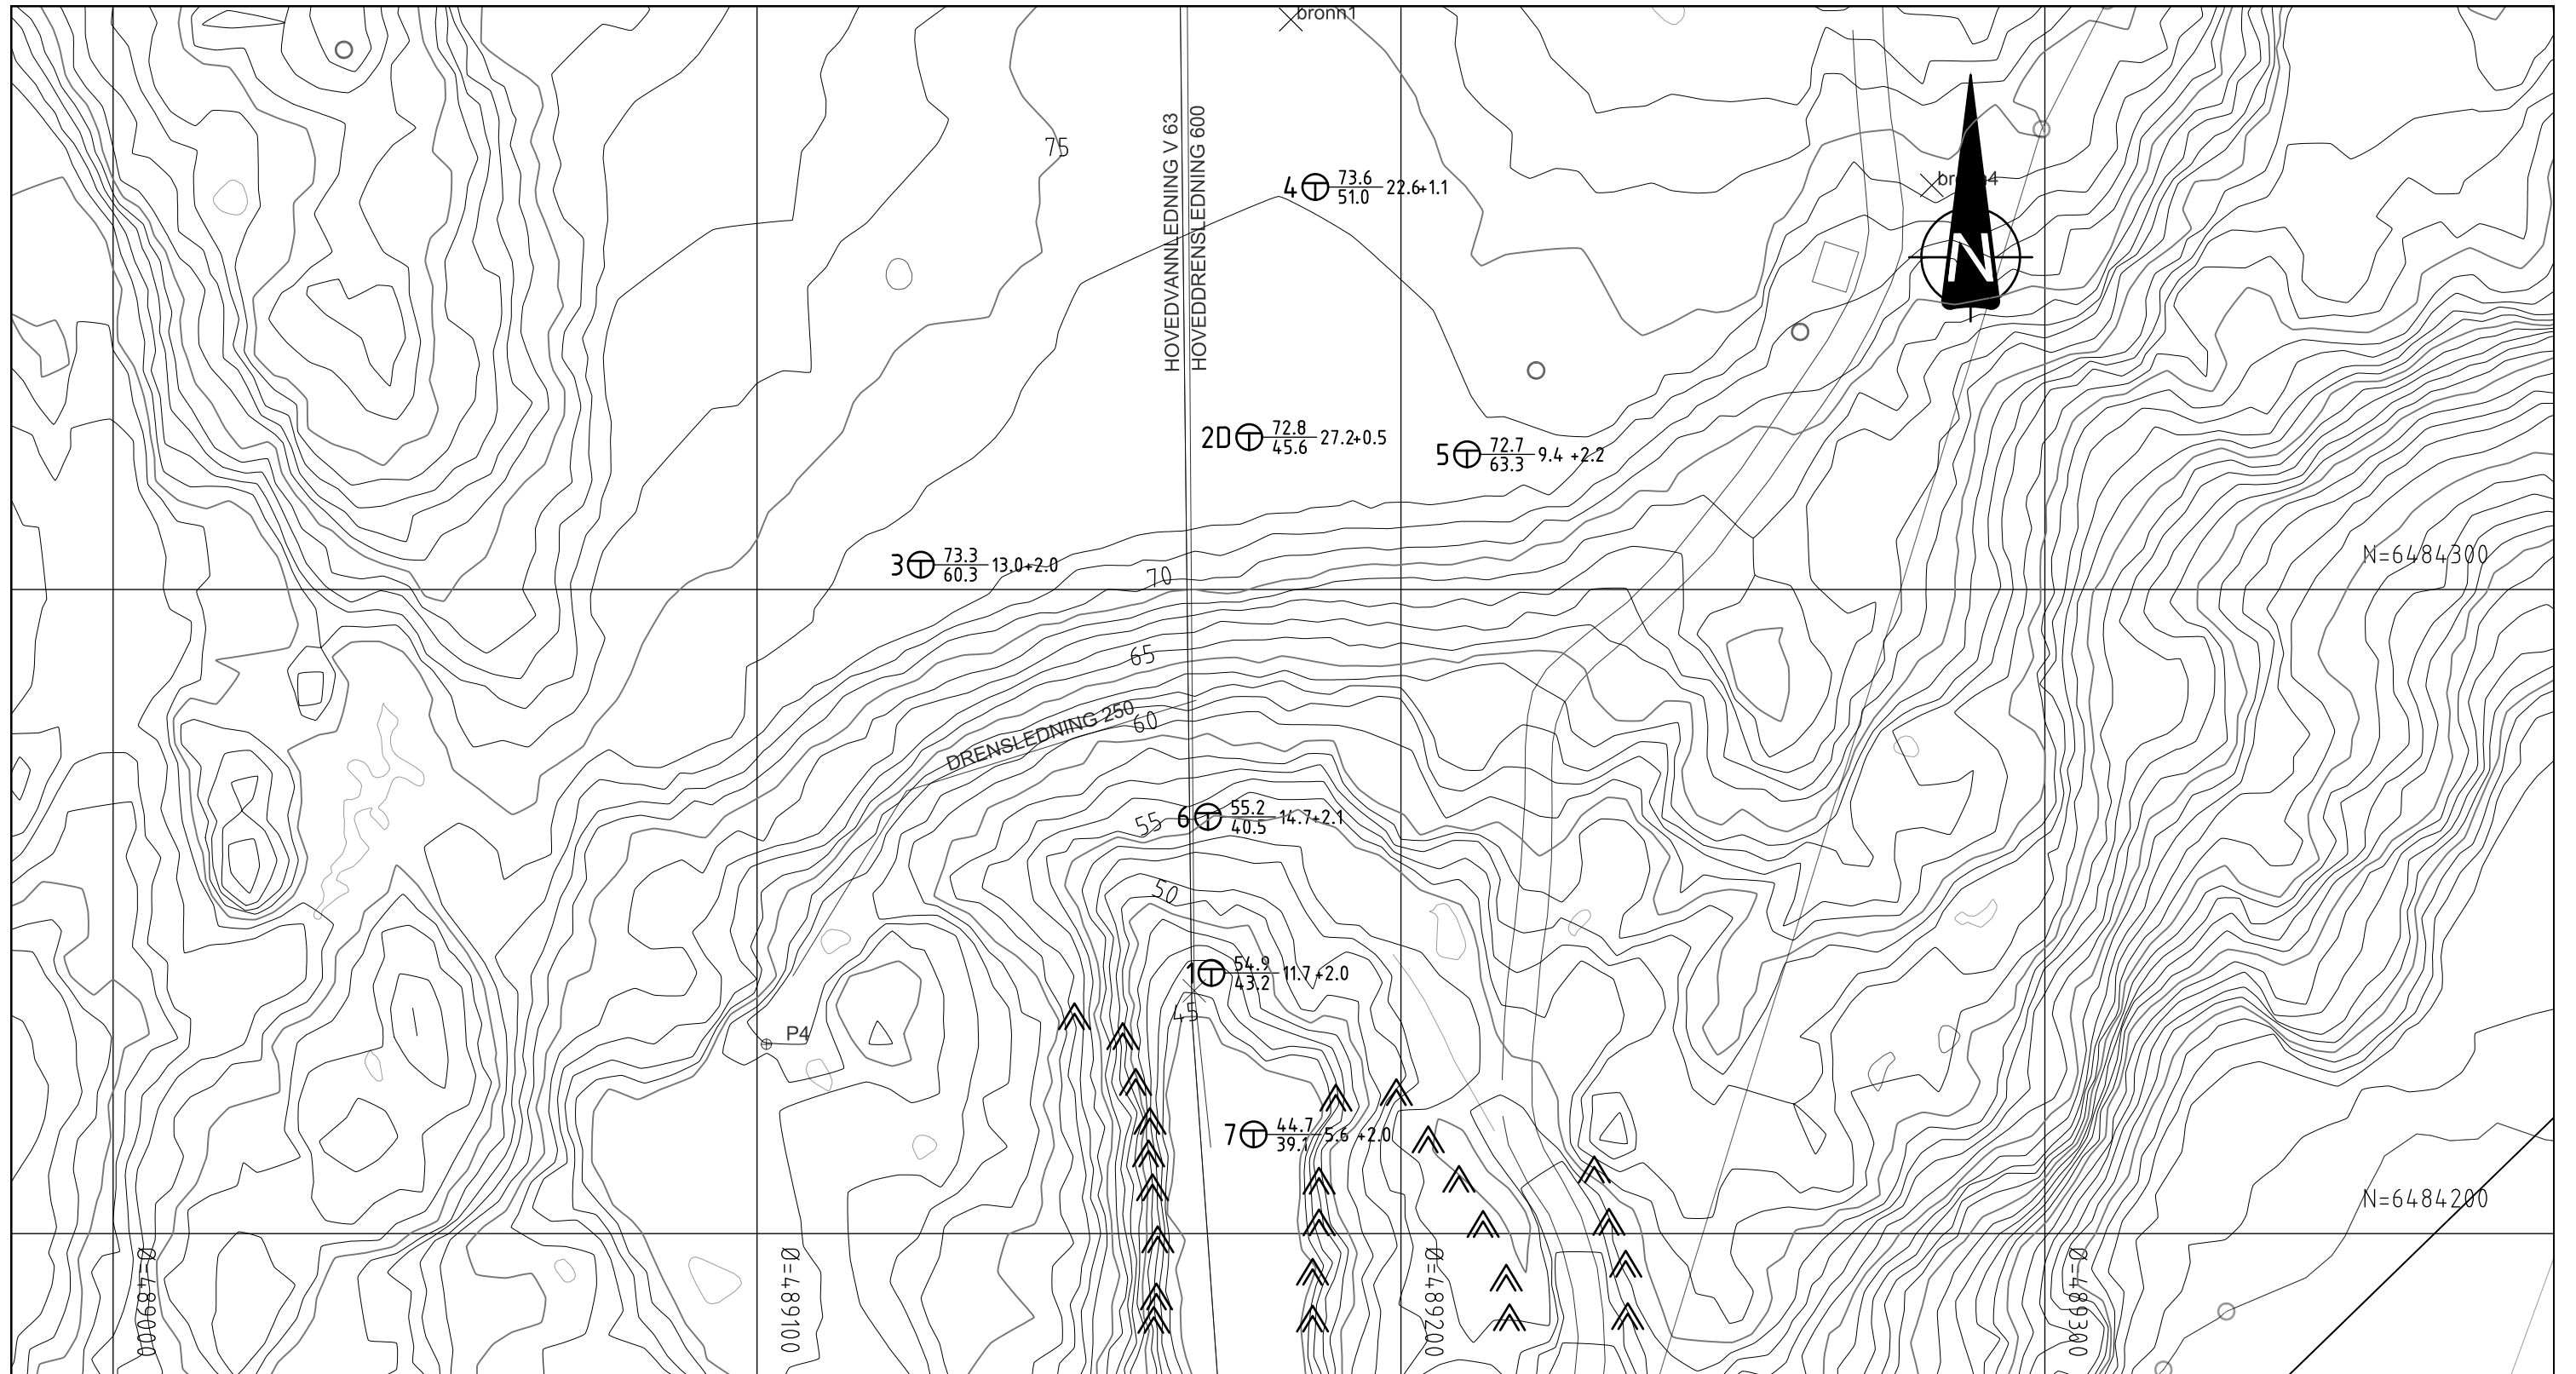 bronn1
HOVEDVANNLEDNING V 63
HOVEDDRENSLEDNING 600
75
4 73.6 22.6+1.1
51.0
N
2D 72.8 27.2+0.5
45.6
5 72.7 9.4 +2.2
63.3
3 73.3 13.0+2.0
60.3
N=6484300
70
65
DRENSLEDNING 250
60
55
6 55.2 14.7+2.1
40.5
50
1 54.9 11.7+2.0
43.2
45
P4
7 44.7 5.6 +2.0
39.1
N=6484200
Ø=489000
Ø=489100
Ø=489200
Ø=489300